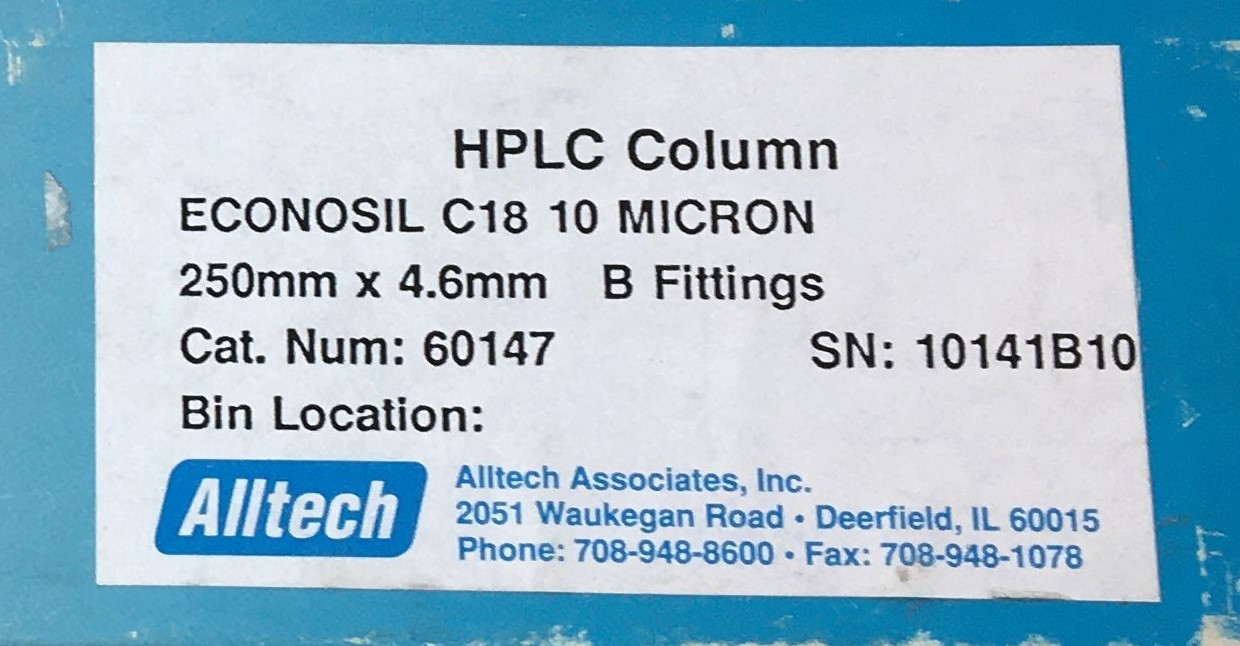 HPLC Column
ECONOSIL C18 10 MICRON
250mm x 4.6mm B Fittings
Cat. Num: 60147 SN: 10141B10
Bin Location:
Alltech
Alltech Associates, Inc.
2051 Waukegan Road • Deerfield, IL 60015
Phone: 708-948-8600 • Fax: 708-948-1078